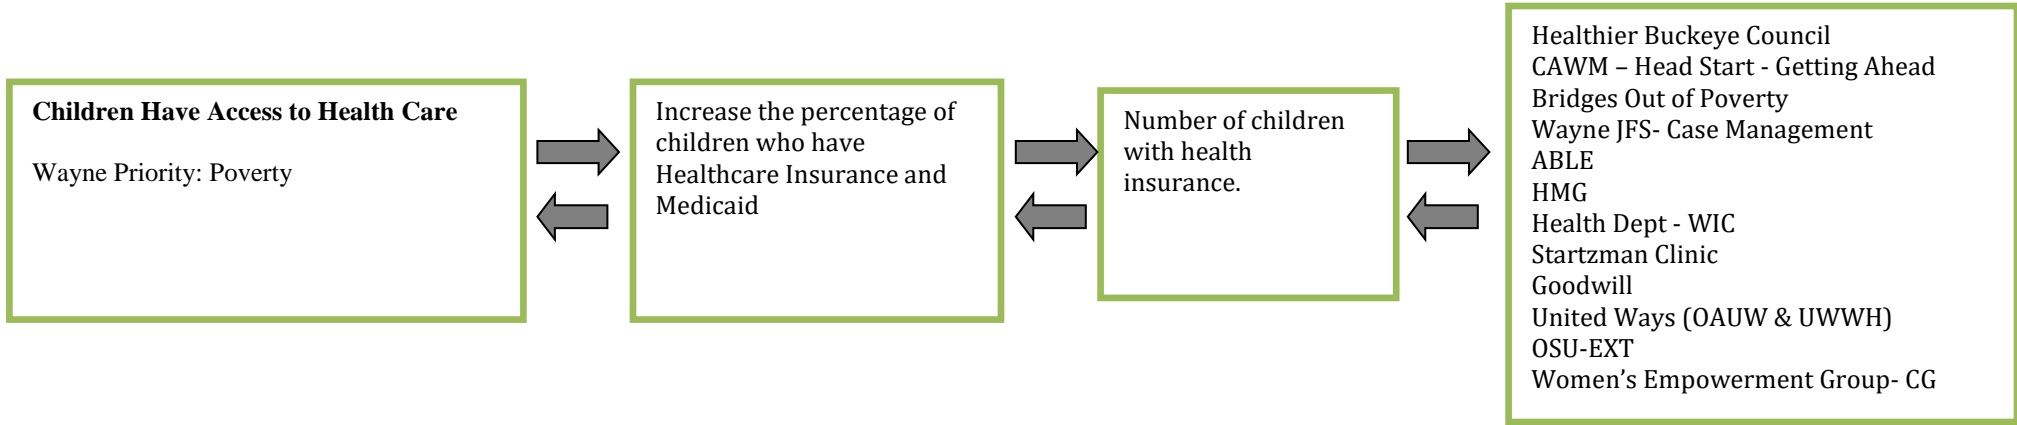 Children Have Access to Health Care
Wayne Priority: Poverty
Increase the percentage of
children who have
Healthcare Insurance and
Medicaid
Number of children
with health
insurance.
Healthier Buckeye Council
CAWM – Head Start - Getting Ahead
Bridges Out of Poverty
Wayne JFS- Case Management
ABLE
HMG
Health Dept - WIC
Startzman Clinic
Goodwill
United Ways (OAUW & UWWH)
OSU-EXT
Women’s Empowerment Group- CG